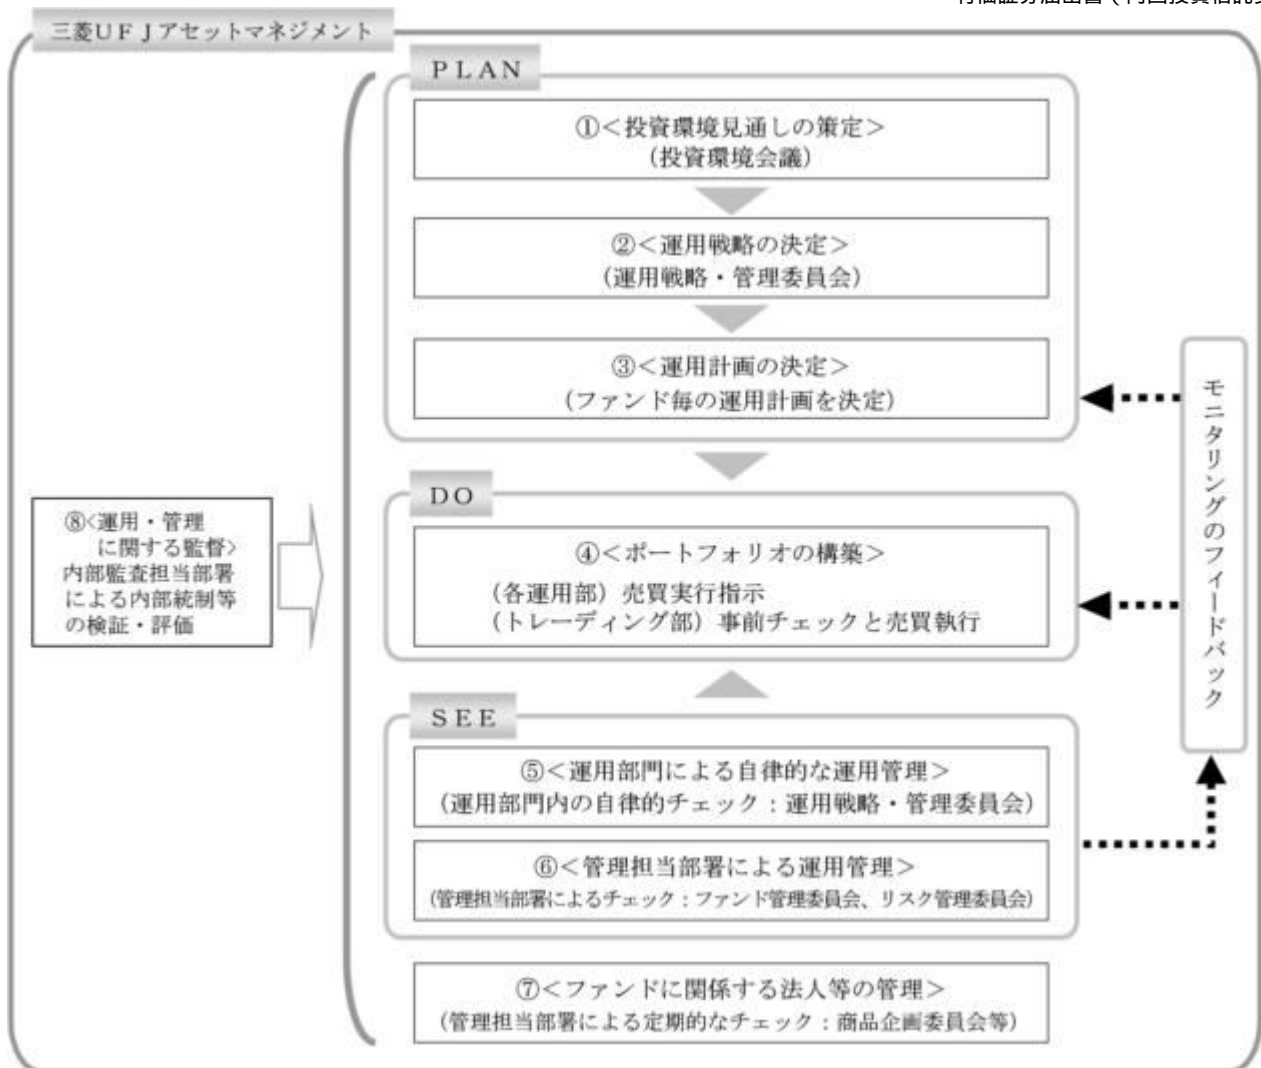 三菱ＵＦＪアセットマネジメント
ＰＬＡＮ
①＜投資環境見通しの策定＞
（投資環境会議）
②＜運用戦略の決定＞
（運用戦略・管理委員会）
③＜運用計画の決定＞
（ファンド毎の運用計画を決定）
ＤＯ
④＜ポートフォリオの構築＞
（各運用部）売買実行指示
（トレーディング部）事前チェックと売買執行
ＳＥＥ
⑤＜運用部門による自律的な運用管理＞
（運用部門内の自律的チェック：運用戦略・管理委員会）
⑥＜管理担当部署による運用管理＞
（管理担当部署によるチェック：ファンド管理委員会、リスク管理委員会）
⑦＜ファンドに関係する法人等の管理＞
（管理担当部署による定期的なチェック：商品企画委員会等）
⑧＜運用・管理
に関する監督＞
内部監査担当部署
による内部統制等
の検証・評価
モニタリングのフィードバック